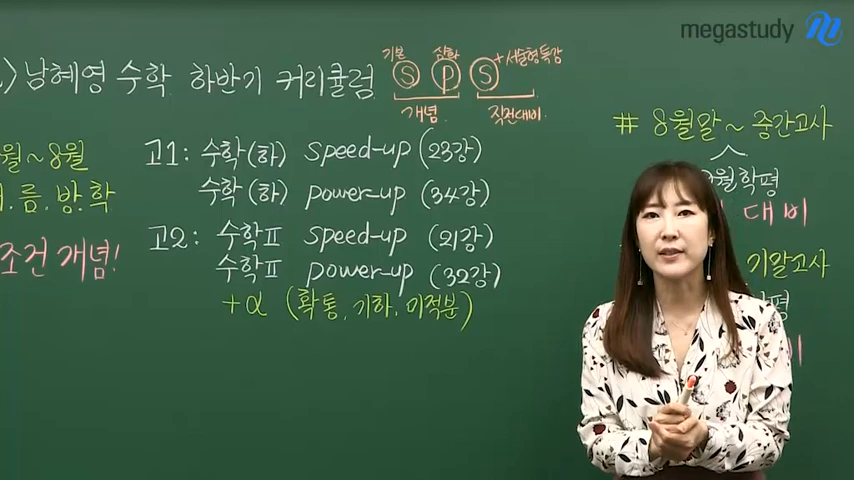 megastudy
남혜영 수학 하반기 커리큘럼
기본 심화
S P S +서술형특강
개념 직전대비
월~8월
름.방.학
조건 개념!
고1: 수학(하) speed-up (23강)
수학(하) power-up (34강)
고2: 수학Ⅱ speed-up (21강)
수학Ⅱ power-up (32강)
+α (확통, 기하, 미적분)
# 8월말~중간고사
월학평
대비
기말고사
평